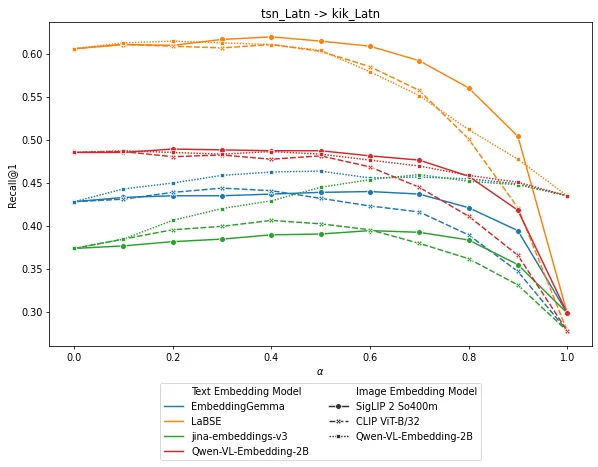 tsn_Latn -> kik_Latn
Recall@1
0.60
0.55
0.50
0.45
0.40
0.35
0.30
0.0 0.2 0.4 0.6 0.8 1.0
α
Text Embedding Model Image Embedding Model
EmbeddingGemma SigLIP 2 So400m
LaBSE CLIP ViT-B/32
jina-embeddings-v3 Qwen-VL-Embedding-2B
Qwen-VL-Embedding-2B